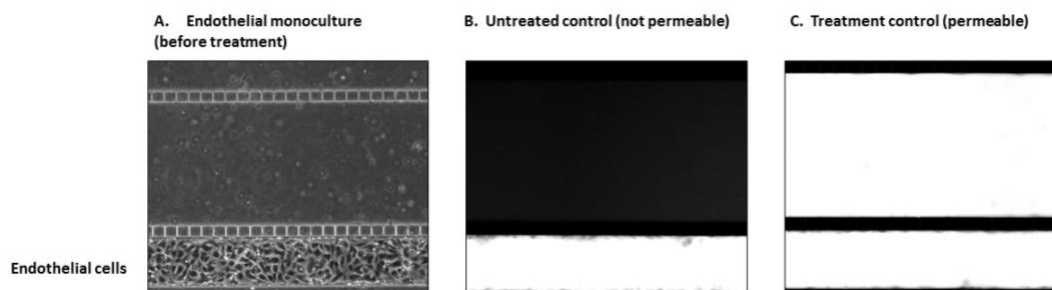 A. Endothelial monoculture
(before treatment)
B. Untreated control (not permeable)
C. Treatment control (permeable)
Endothelial cells